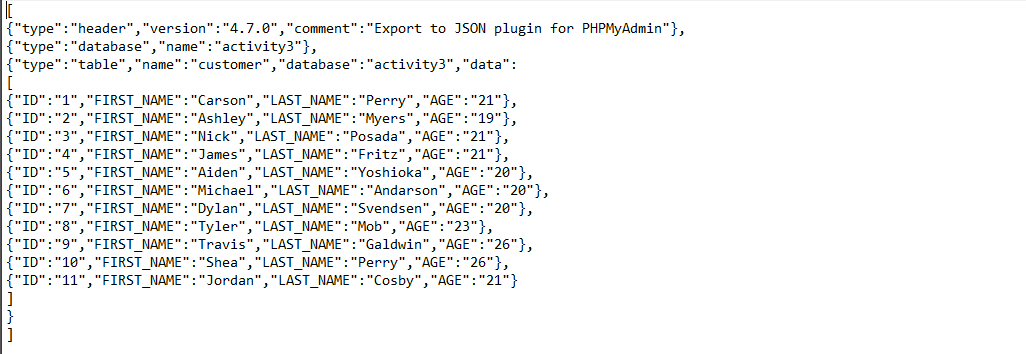 [
{"type":"header","version":"4.7.0","comment":"Export to JSON plugin for PHPMyAdmin"},
{"type":"database","name":"activity3"},
{"type":"table","name":"customer","database":"activity3","data":
[
{"ID":"1","FIRST_NAME":"Carson","LAST_NAME":"Perry","AGE":"21"},
{"ID":"2","FIRST_NAME":"Ashley","LAST_NAME":"Myers","AGE":"19"},
{"ID":"3","FIRST_NAME":"Nick","LAST_NAME":"Posada","AGE":"21"},
{"ID":"4","FIRST_NAME":"James","LAST_NAME":"Fritz","AGE":"21"},
{"ID":"5","FIRST_NAME":"Aiden","LAST_NAME":"Yoshioka","AGE":"20"},
{"ID":"6","FIRST_NAME":"Michael","LAST_NAME":"Andarson","AGE":"20"},
{"ID":"7","FIRST_NAME":"Dylan","LAST_NAME":"Svendsen","AGE":"20"},
{"ID":"8","FIRST_NAME":"Tyler","LAST_NAME":"Mob","AGE":"23"},
{"ID":"9","FIRST_NAME":"Travis","LAST_NAME":"Galdwin","AGE":"26"},
{"ID":"10","FIRST_NAME":"Shea","LAST_NAME":"Perry","AGE":"26"},
{"ID":"11","FIRST_NAME":"Jordan","LAST_NAME":"Cosby","AGE":"21"}
]
}
]